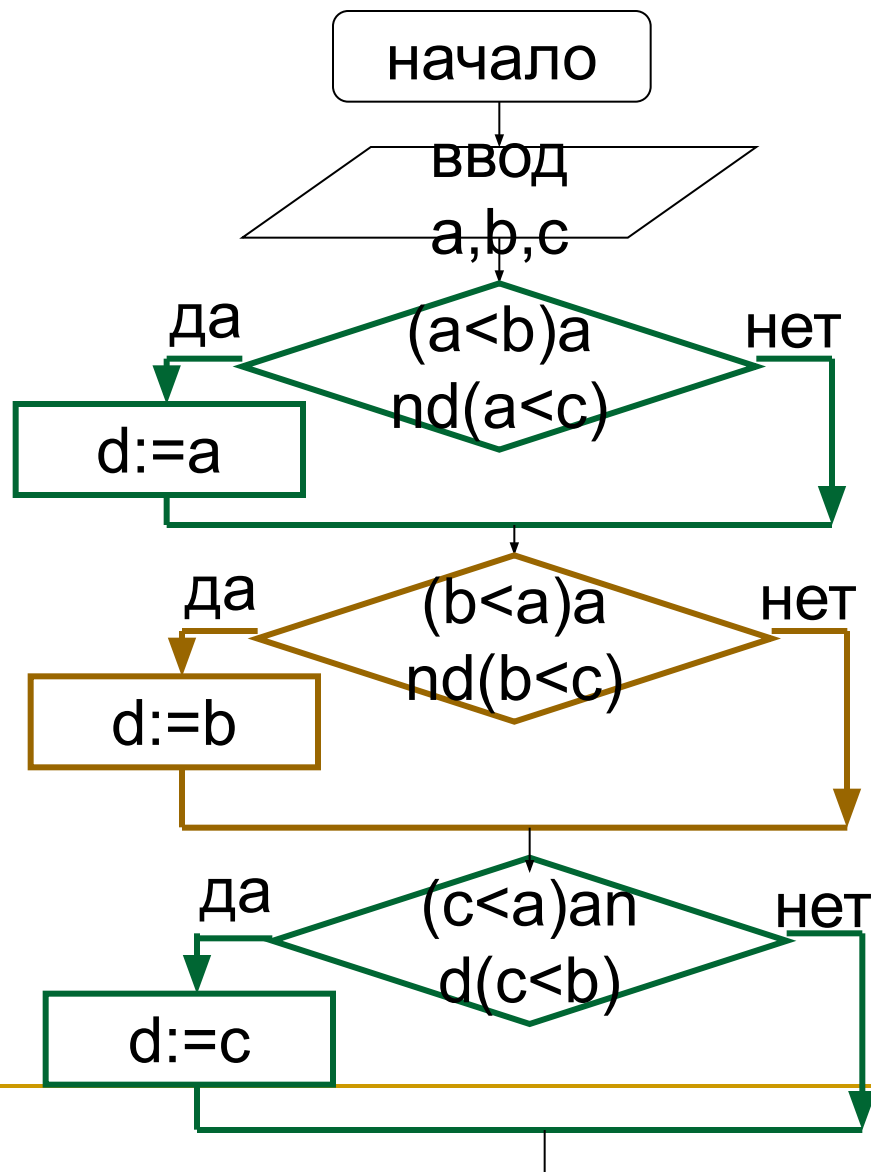 начало
ввод
a,b,c
да
нет
(a<b)a
nd(a<c)
d:=a
да
нет
(b<a)a
nd(b<c)
d:=b
да
нет
(c<a)an
d(c<b)
d:=c